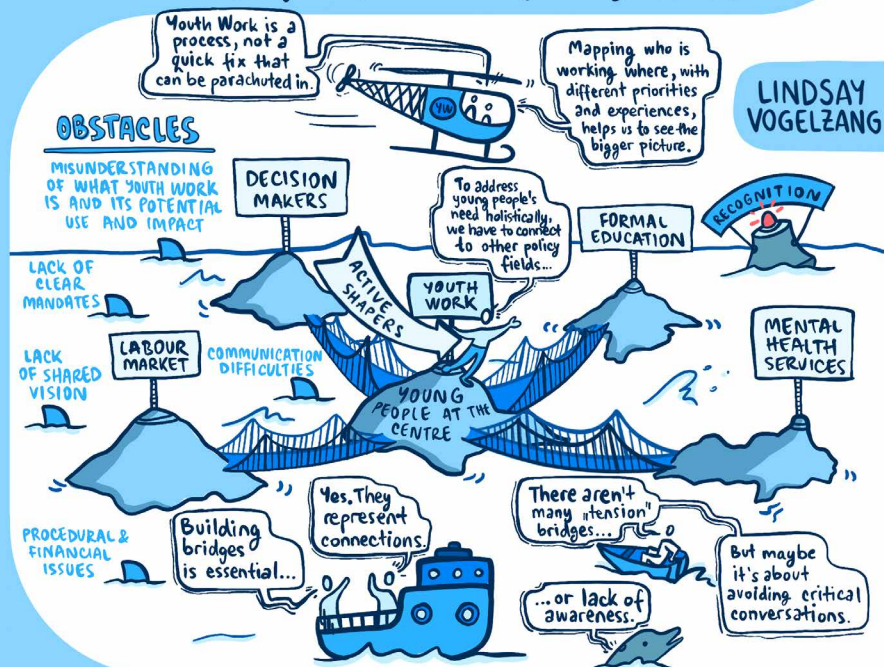 Youth Work is a
process, not a
quick fix that
can be parachuted in.
YW
Mapping who is
working where, with
different priorities
and experiences,
helps us to see the
bigger picture.
LINDSAY
VOGELZANG
OBSTACLES
MISUNDERSTANDING
OF WHAT YOUTH WORK
IS AND ITS POTENTIAL
USE AND IMPACT
DECISION
MAKERS
To address
young people's
need holistically,
we have to connect
to other policy
fields...
FORMAL
EDUCATION
RECOGNITION
LACK OF
CLEAR
MANDATES
ACTIVE
SHAPERS
YOUTH
WORK
LACK
OF SHARED
VISION
LABOUR
MARKET
COMMUNICATION
DIFFICULTIES
MENTAL
HEALTH
SERVICES
YOUNG
PEOPLE AT THE
CENTRE
PROCEDURAL &
FINANCIAL
ISSUES
Building
bridges
is essential...
Yes. They
represent
connections.
There aren't
many „tension"
bridges...
But maybe
it's about
avoiding critical
conversations.
...or lack of
awareness.